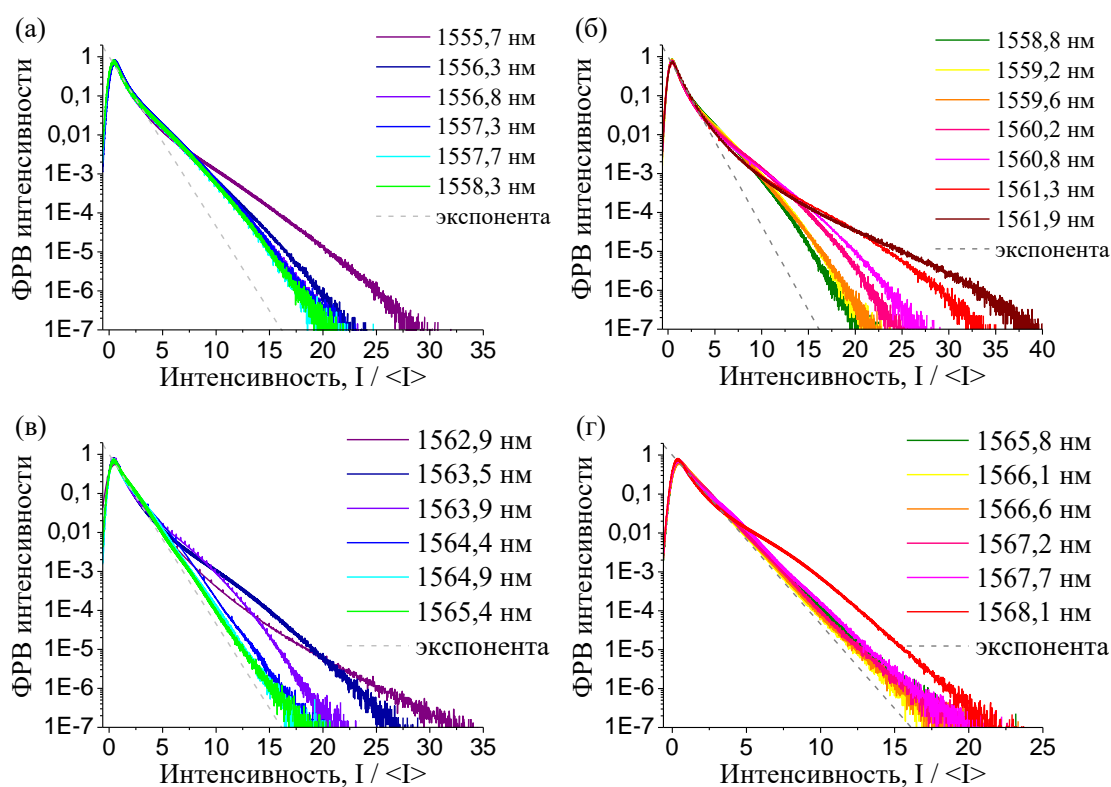 (а)
ФРВ интенсивности
1
0,1
0,01
1E-3
1E-4
1E-5
1E-6
1E-7
1555,7 нм
1556,3 нм
1556,8 нм
1557,3 нм
1557,7 нм
1558,3 нм
экспонента
0 5 10 15 20 25 30 35
Интенсивность, I / <I>
(б)
ФРВ интенсивности
1
0,1
0,01
1E-3
1E-4
1E-5
1E-6
1E-7
1558,8 нм
1559,2 нм
1559,6 нм
1560,2 нм
1560,8 нм
1561,3 нм
1561,9 нм
экспонента
0 5 10 15 20 25 30 35 40
Интенсивность, I / <I>
(в)
ФРВ интенсивности
1
0,1
0,01
1E-3
1E-4
1E-5
1E-6
1E-7
1562,9 нм
1563,5 нм
1563,9 нм
1564,4 нм
1564,9 нм
1565,4 нм
экспонента
0 5 10 15 20 25 30 35
Интенсивность, I / <I>
(г)
ФРВ интенсивности
1
0,1
0,01
1E-3
1E-4
1E-5
1E-6
1E-7
1565,8 нм
1566,1 нм
1566,6 нм
1567,2 нм
1567,7 нм
1568,1 нм
экспонента
0 5 10 15 20 25
Интенсивность, I / <I>